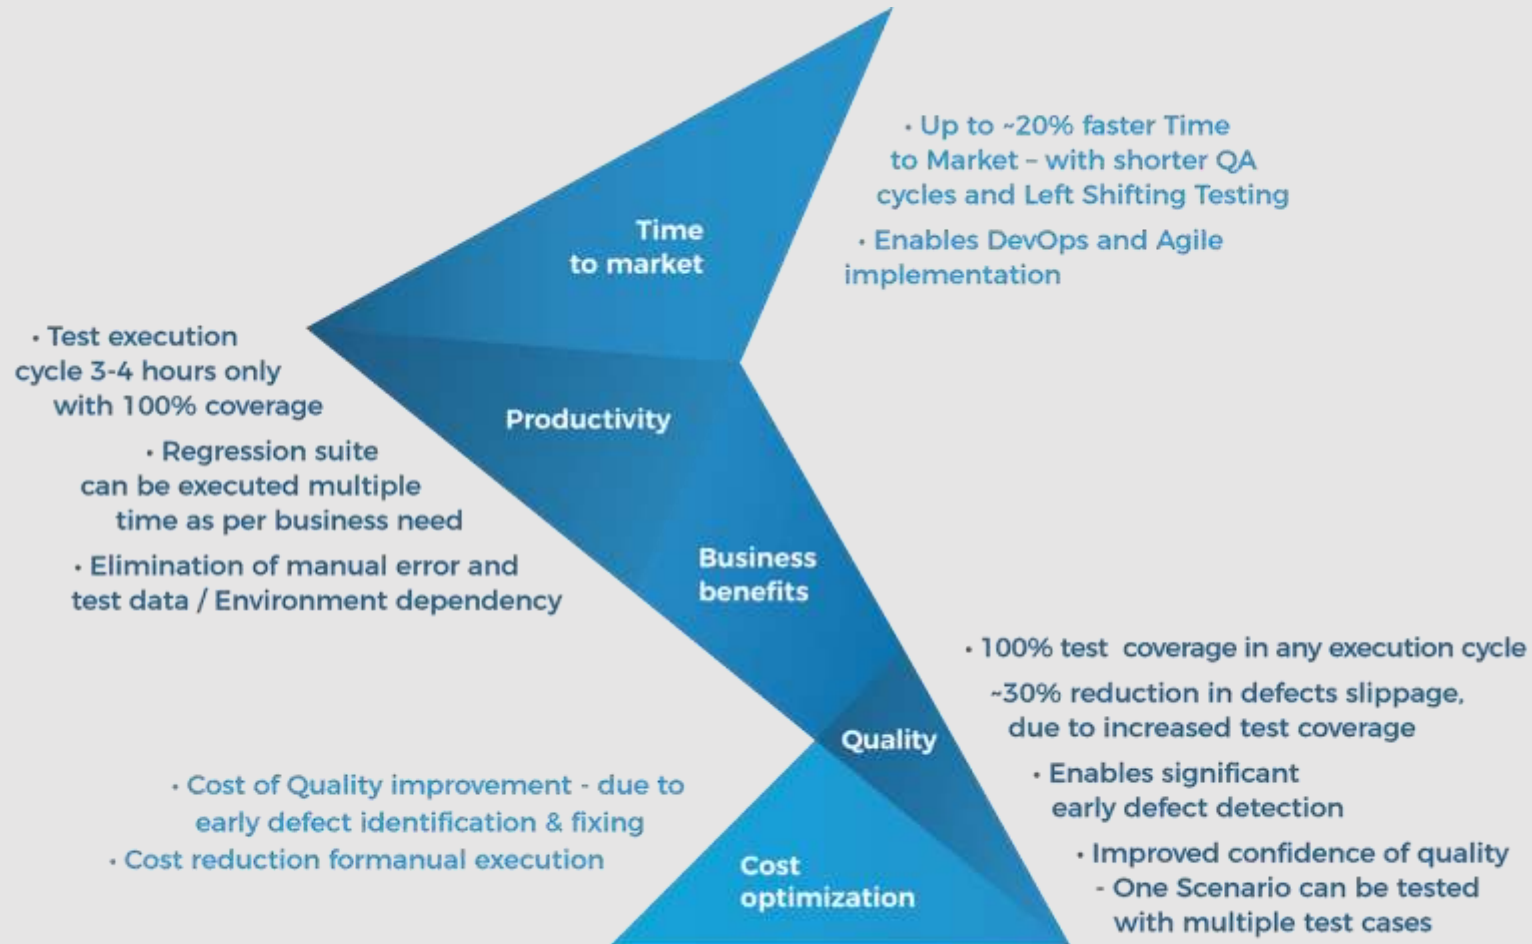 • Up to ~20% faster Time
to Market – with shorter QA
cycles and Left Shifting Testing
• Enables DevOps and Agile
implementation
Time
to market
• Test execution
cycle 3-4 hours only
with 100% coverage
• Regression suite
can be executed multiple
time as per business need
• Elimination of manual error and
test data / Environment dependency
Productivity
Business
benefits
• 100% test coverage in any execution cycle
~30% reduction in defects slippage,
due to increased test coverage
• Enables significant
early defect detection
• Improved confidence of quality
- One Scenario can be tested
with multiple test cases
Quality
• Cost of Quality improvement - due to
early defect identification & fixing
• Cost reduction formanual execution
Cost
optimization